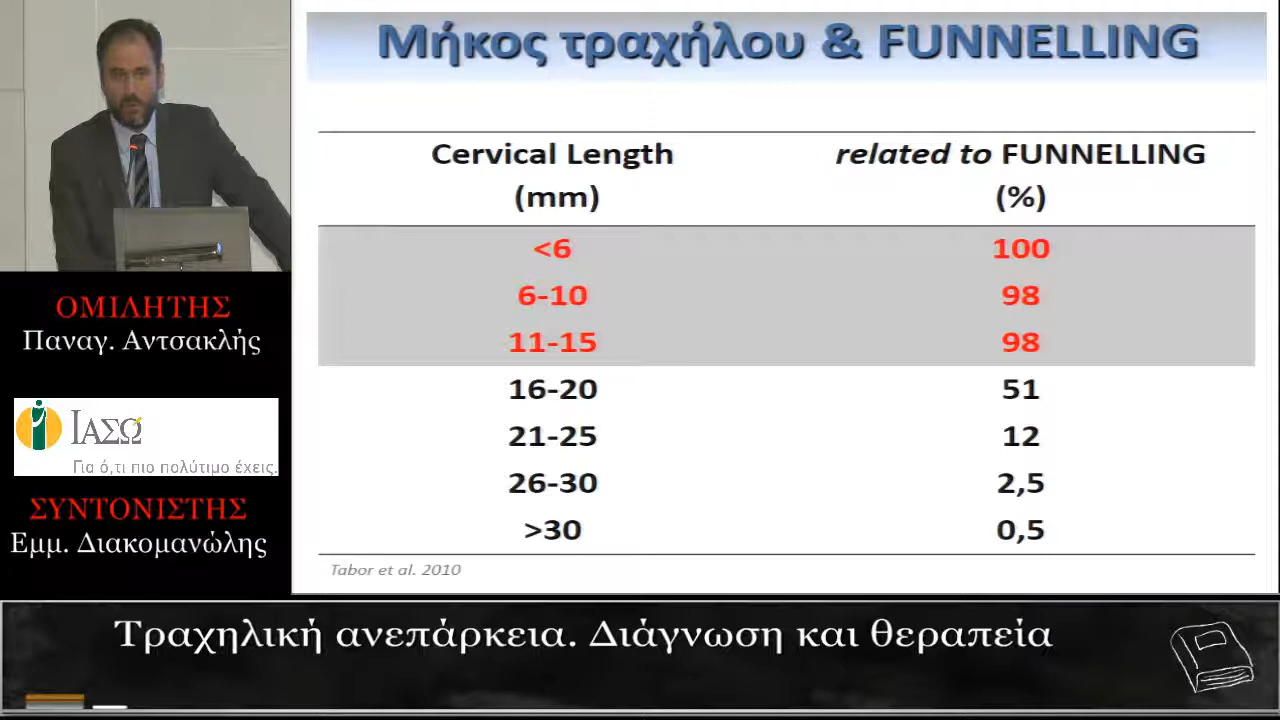 Μήκος τραχήλου & FUNNELLING
Cervical Length
(mm)
related to FUNNELLING
(%)
<6 100
6-10 98
11-15 98
16-20 51
21-25 12
26-30 2,5
>30 0,5
Tabor et al. 2010
ΟΜΙΛΗΤΗΣ
Παναγ. Αντσακλής
ΙΑΣΩ
Για ό,τι πιο πολύτιμο έχεις.
ΣΥΝΤΟΝΙΣΤΗΣ
Εμμ. Διακομανώλης
Τραχηλική ανεπάρκεια. Διάγνωση και θεραπεία